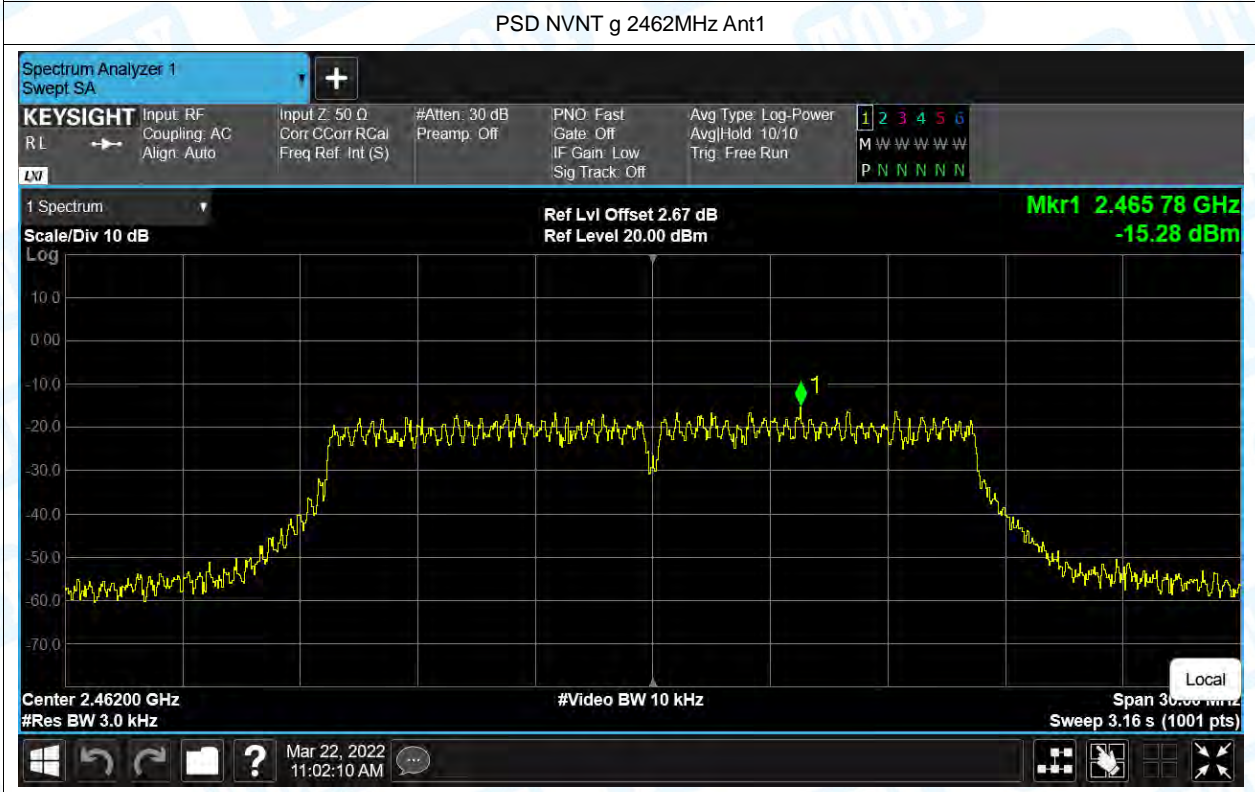 PSD NVNT g 2462MHz Ant1
Spectrum Analyzer 1
Swept SA
+
KEYSIGHT
RL
LXI
Input: RF
Coupling: AC
Align: Auto
Input Z: 50 Ω
Corr CCorr RCal
Freq Ref: Int (S)
#Atten: 30 dB
Preamp: Off
PNO: Fast
Gate: Off
IF Gain: Low
Sig Track: Off
Avg Type: Log-Power
Avg|Hold: 10/10
Trig: Free Run
1 2 3 4 5 6
M W W W W W
P N N N N N
1 Spectrum
Scale/Div 10 dB
Log
Ref Lvl Offset 2.67 dB
Ref Level 20.00 dBm
Mkr1 2.465 78 GHz
-15.28 dBm
10.0
0.00
-10.0
1
-20.0
-30.0
-40.0
-50.0
-60.0
-70.0
Local
Center 2.46200 GHz
#Res BW 3.0 kHz
#Video BW 10 kHz
Span 30.00 MHz
Sweep 3.16 s (1001 pts)
?
Mar 22, 2022
11:02:10 AM